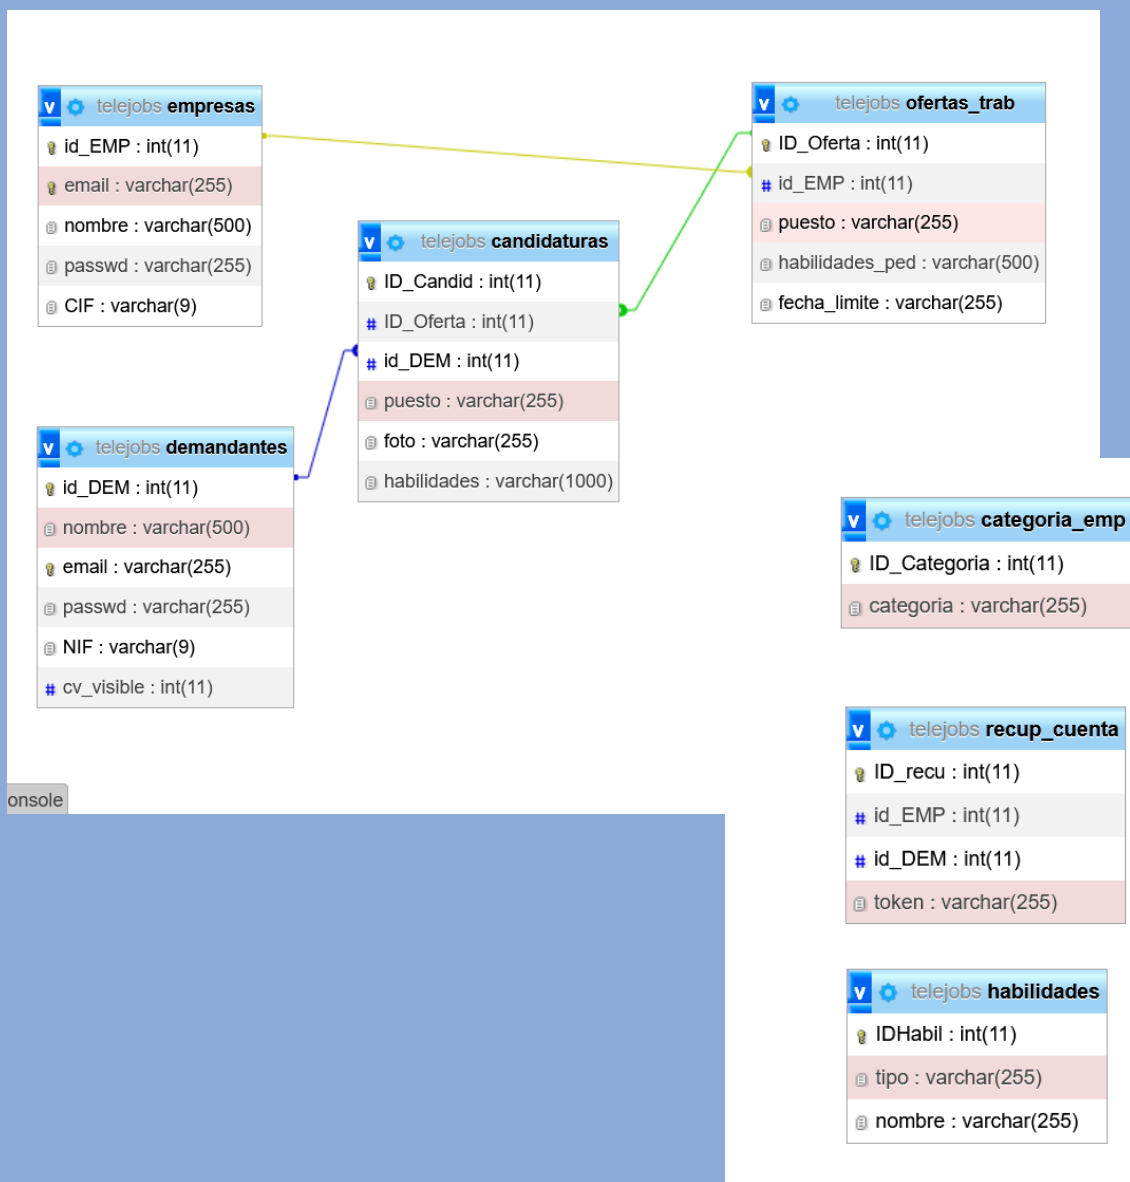 telejobs empresas
id_EMP : int(11)
email : varchar(255)
nombre : varchar(500)
passwd : varchar(255)
CIF : varchar(9)
telejobs ofertas_trab
ID_Oferta : int(11)
id_EMP : int(11)
puesto : varchar(255)
habilidades_ped : varchar(500)
fecha_limite : varchar(255)
telejobs candidaturas
ID_Candid : int(11)
ID_Oferta : int(11)
id_DEM : int(11)
puesto : varchar(255)
foto : varchar(255)
habilidades : varchar(1000)
telejobs demandantes
id_DEM : int(11)
nombre : varchar(500)
email : varchar(255)
passwd : varchar(255)
NIF : varchar(9)
cv_visible : int(11)
onsole
telejobs categoria_emp
ID_Categoria : int(11)
categoria : varchar(255)
telejobs recup_cuenta
ID_recu : int(11)
id_EMP : int(11)
id_DEM : int(11)
token : varchar(255)
telejobs habilidades
IDHabil : int(11)
tipo : varchar(255)
nombre : varchar(255)